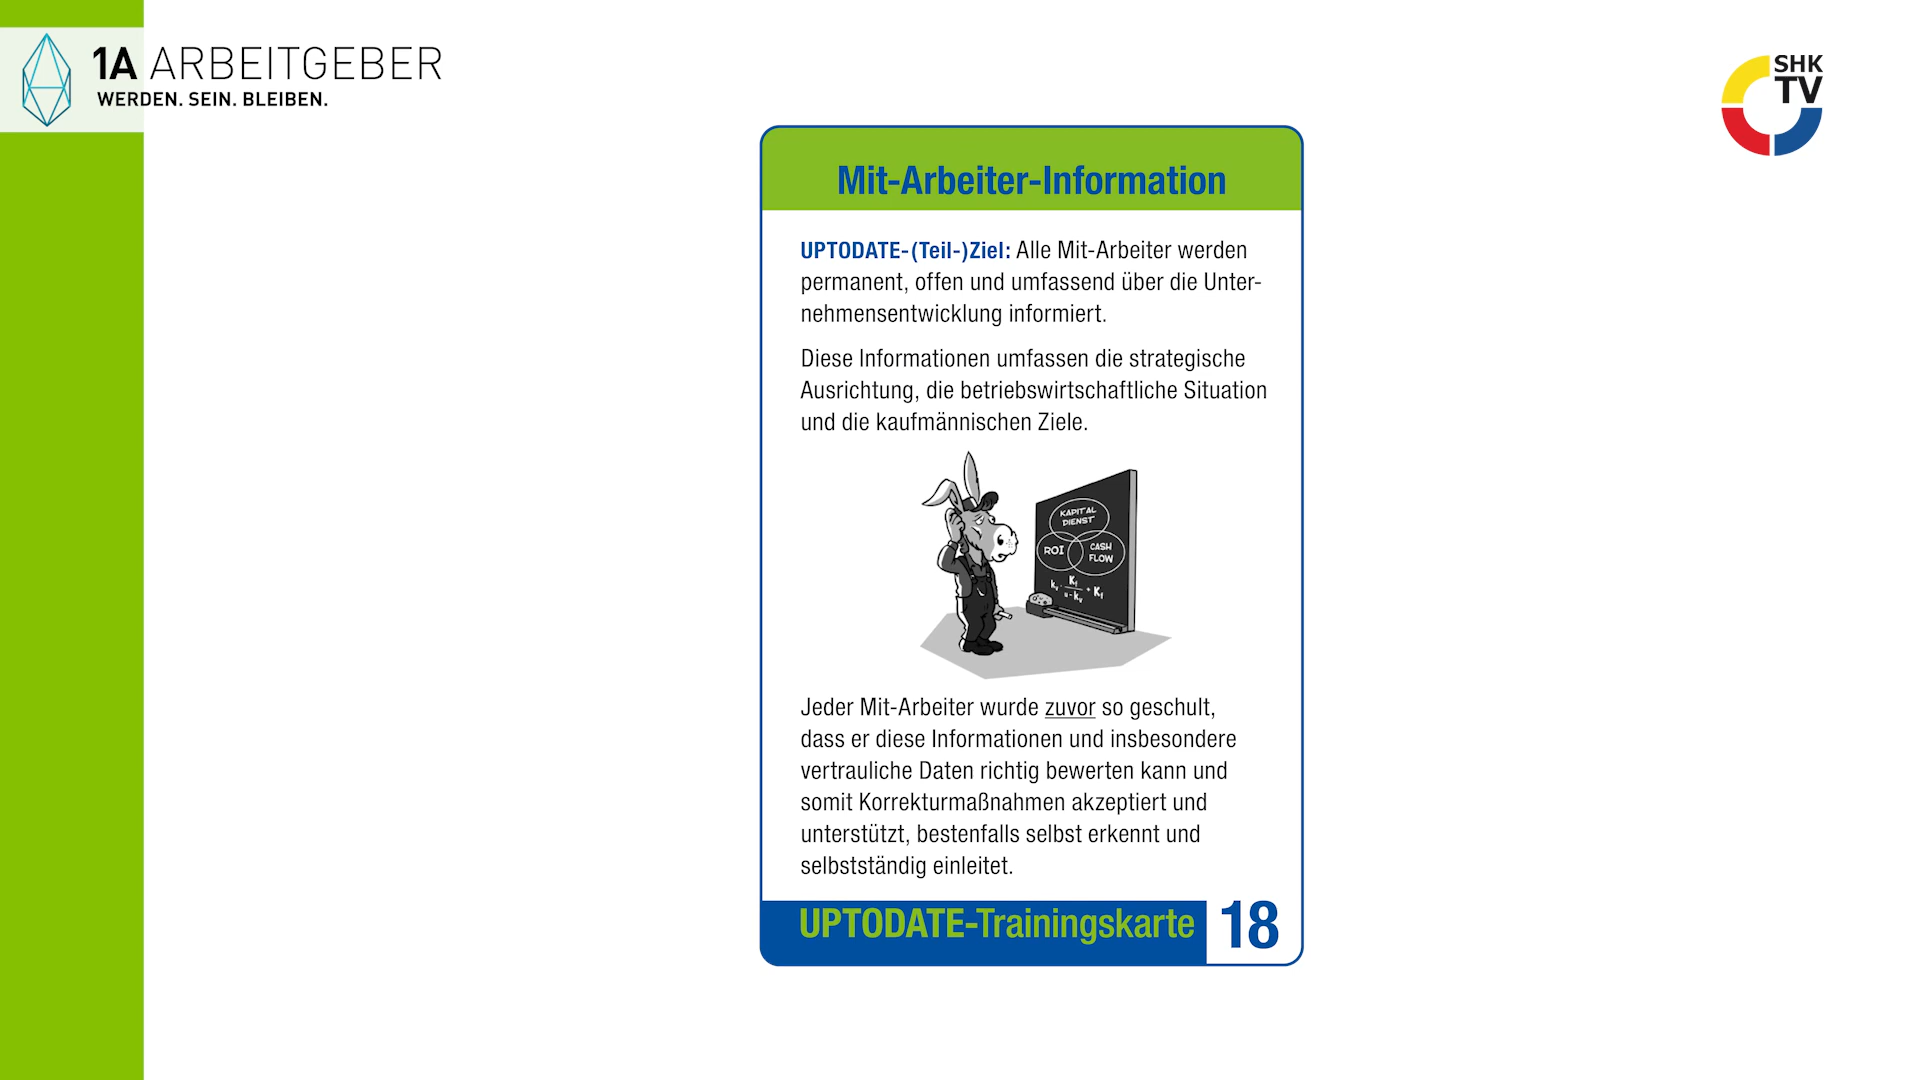 1A ARBEITGEBER
WERDEN. SEIN. BLEIBEN.
SHK
TV
Mit-Arbeiter-Information
UPTODATE-(Teil-)Ziel: Alle Mit-Arbeiter werden
permanent, offen und umfassend über die Unter-
nehmensentwicklung informiert.
Diese Informationen umfassen die strategische
Ausrichtung, die betriebswirtschaftliche Situation
und die kaufmännischen Ziele.
KAPITAL
DIENST
ROI
CASH
FLOW
Jeder Mit-Arbeiter wurde zuvor so geschult,
dass er diese Informationen und insbesondere
vertrauliche Daten richtig bewerten kann und
somit Korrekturmaßnahmen akzeptiert und
unterstützt, bestenfalls selbst erkennt und
selbstständig einleitet.
UPTODATE-Trainingskarte 18